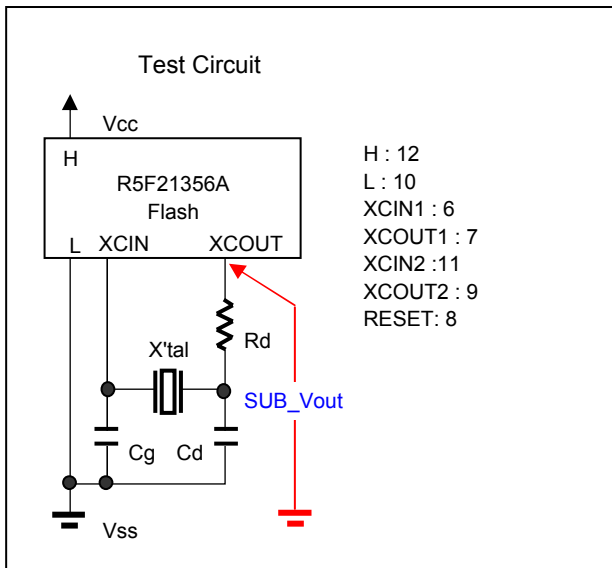 Test Circuit
Vcc
H
R5F21356A
Flash
L XCIN XCOUT
Rd
X'tal
SUB_Vout
Cg Cd
Vss
H : 12
L : 10
XCIN1 : 6
XCOUT1 : 7
XCIN2 :11
XCOUT2 : 9
RESET: 8